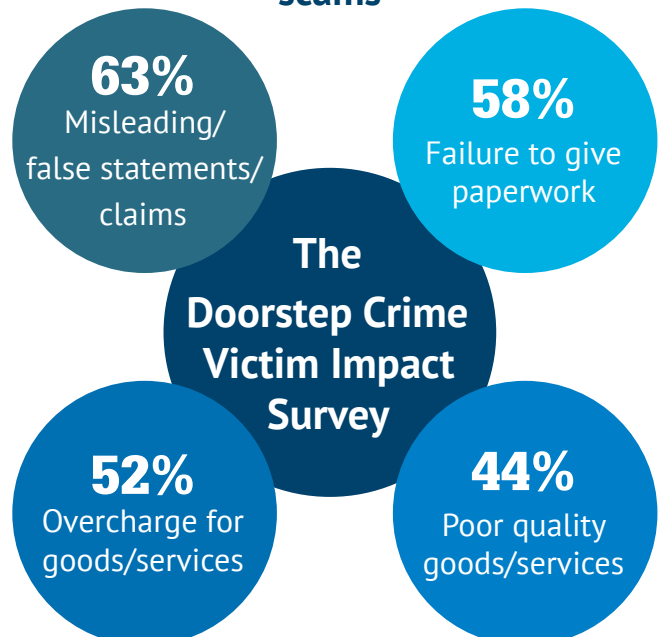 scams
63%
Misleading/
false statements/
claims
58%
Failure to give
paperwork
The
Doorstep Crime
Victim Impact
Survey
52%
Overcharge for
goods/services
44%
Poor quality
goods/services